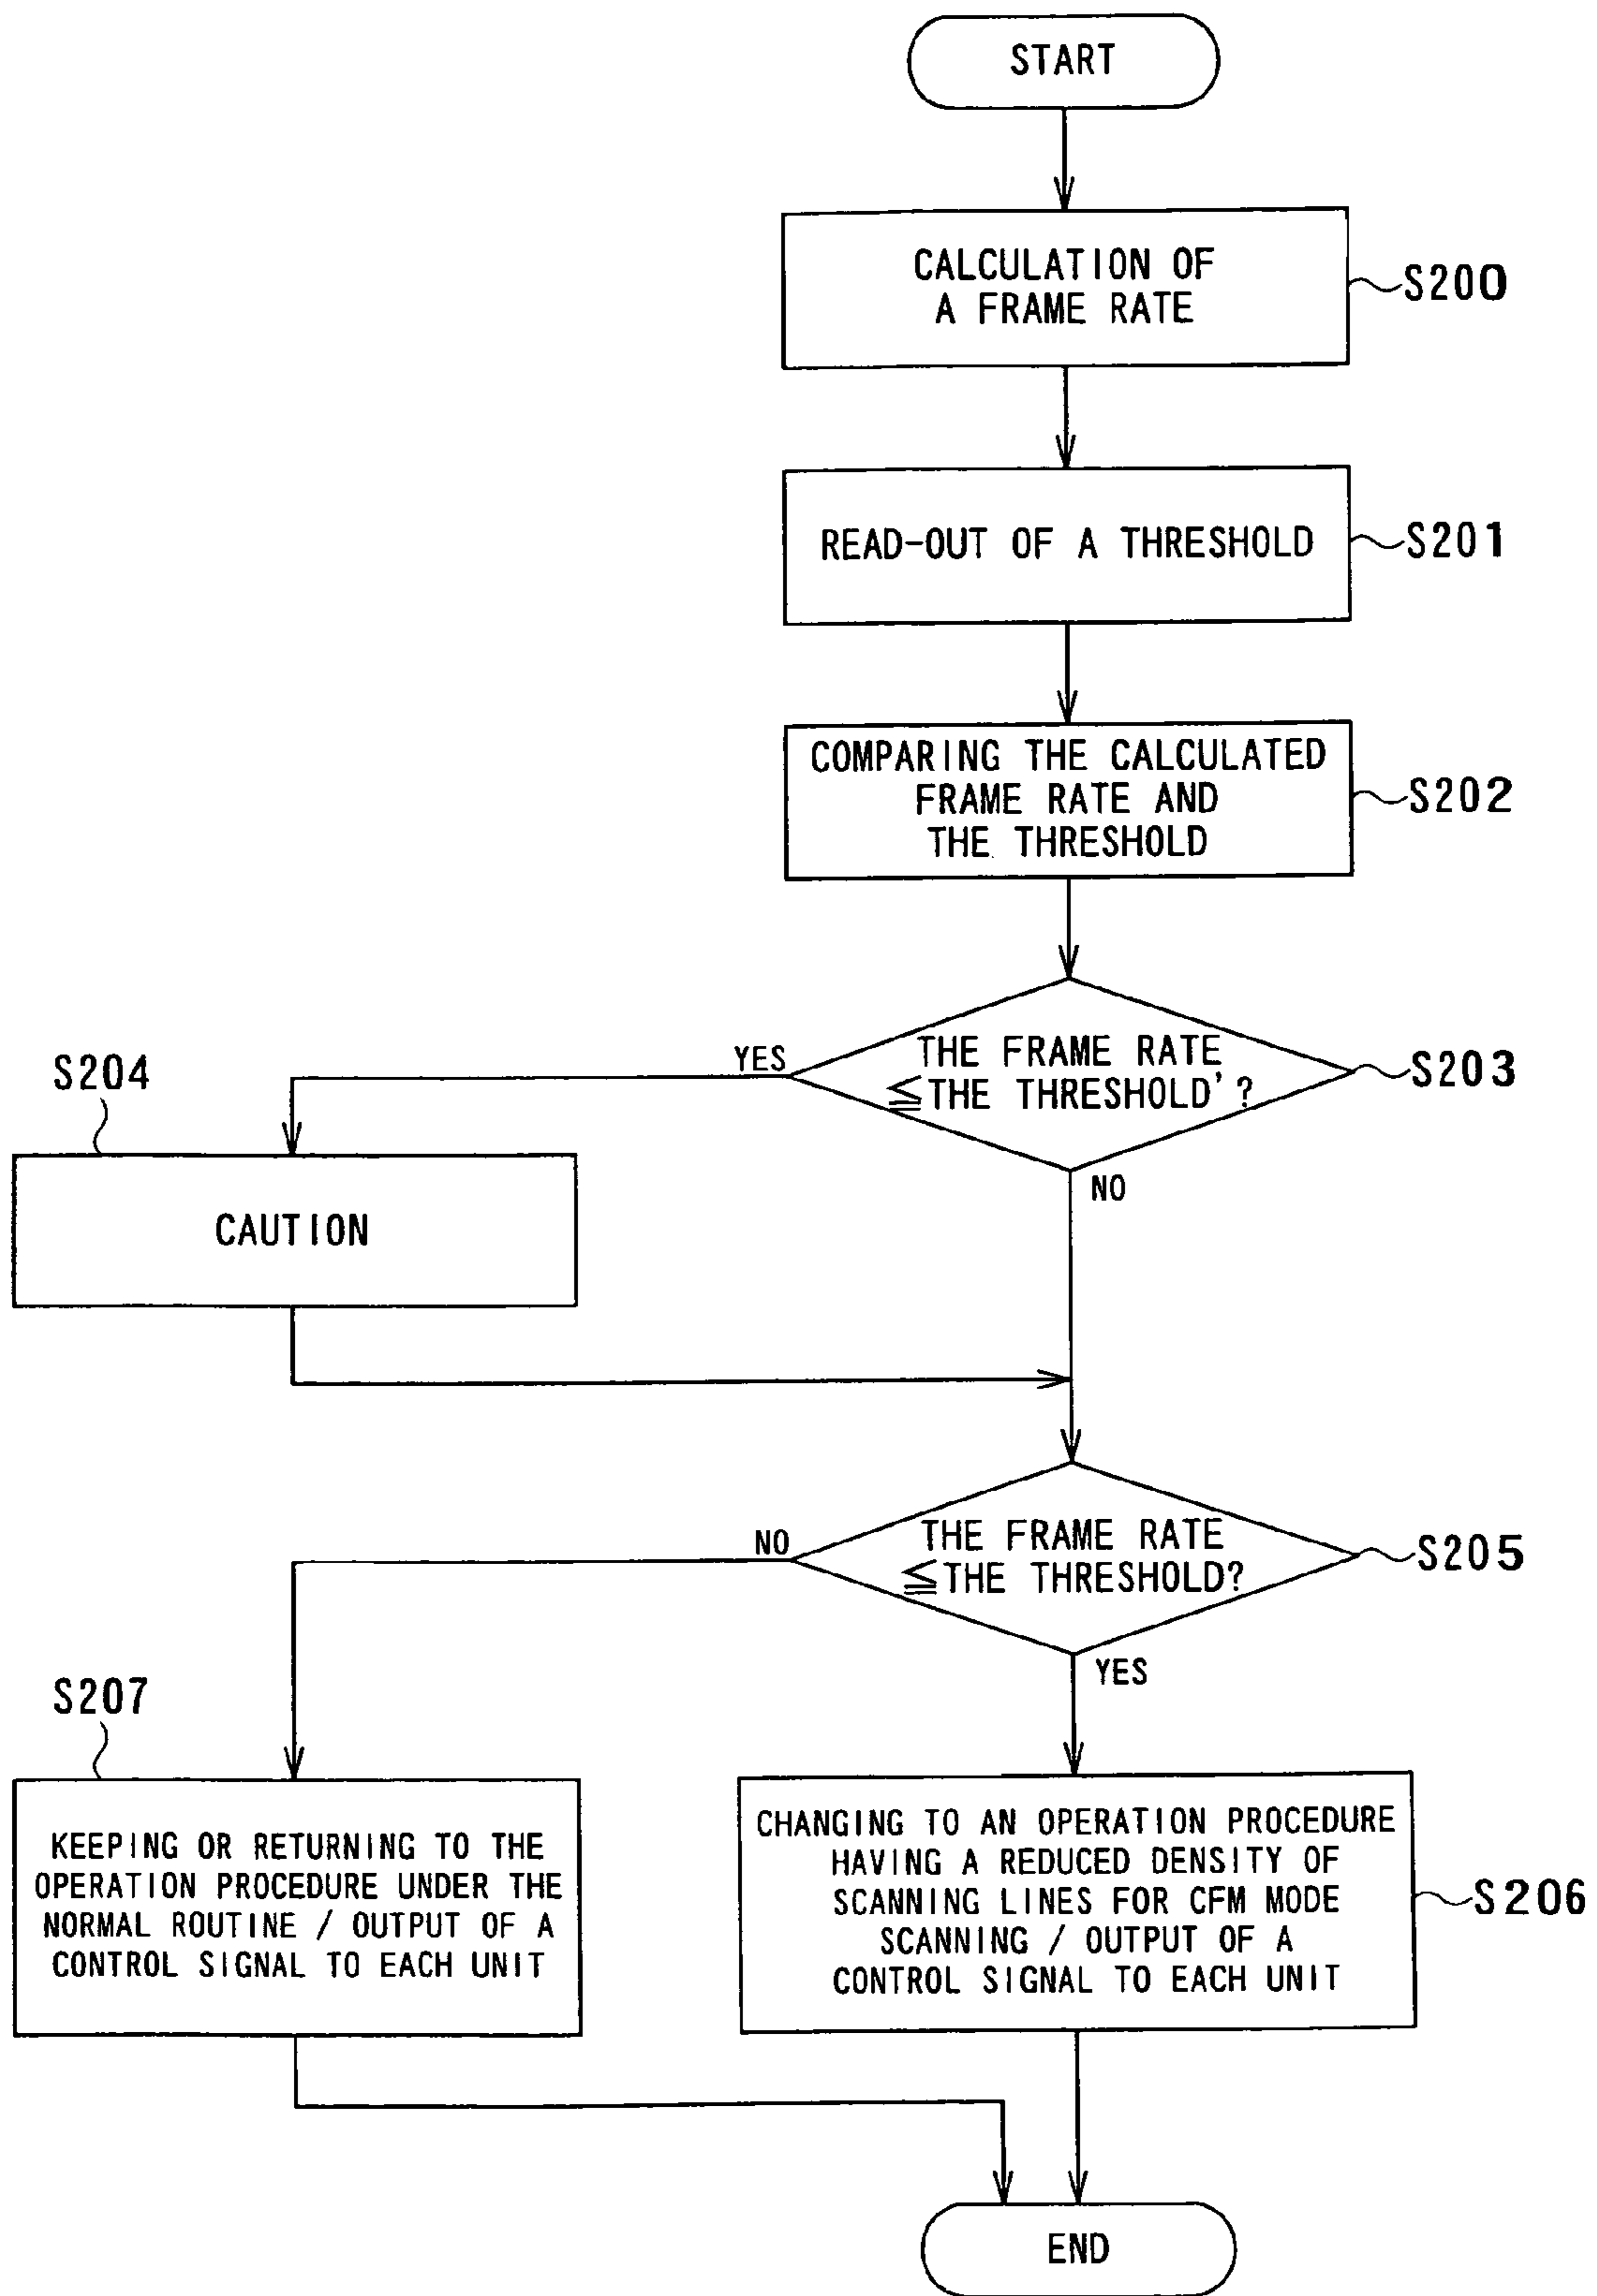 START
CALCULATION OF
A FRAME RATE
S200
READ-OUT OF A THRESHOLD
S201
COMPARING THE CALCULATED
FRAME RATE AND
THE THRESHOLD
S202
THE FRAME RATE
≦THE THRESHOLD'?
S203
YES
NO
S204
CAUTION
THE FRAME RATE
≦THE THRESHOLD?
S205
NO
YES
S207
KEEPING OR RETURNING TO THE
OPERATION PROCEDURE UNDER THE
NORMAL ROUTINE / OUTPUT OF A
CONTROL SIGNAL TO EACH UNIT
CHANGING TO AN OPERATION PROCEDURE
HAVING A REDUCED DENSITY OF
SCANNING LINES FOR CFM MODE
SCANNING / OUTPUT OF A
CONTROL SIGNAL TO EACH UNIT
S206
END